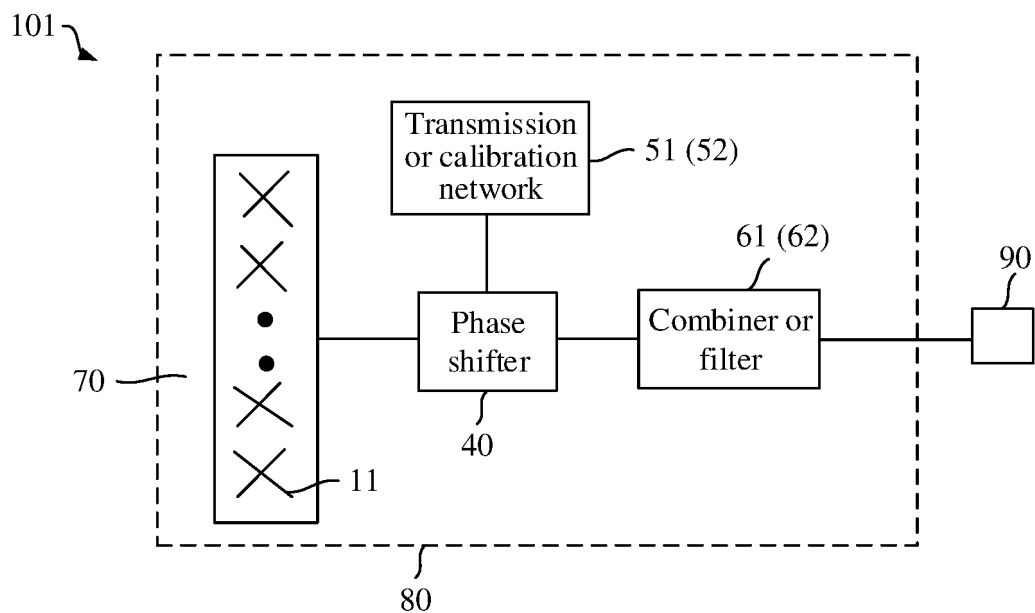 101
Transmission
or calibration
network
51 (52)
61 (62)
90
Phase
shifter
Combiner or
filter
70
40
11
80